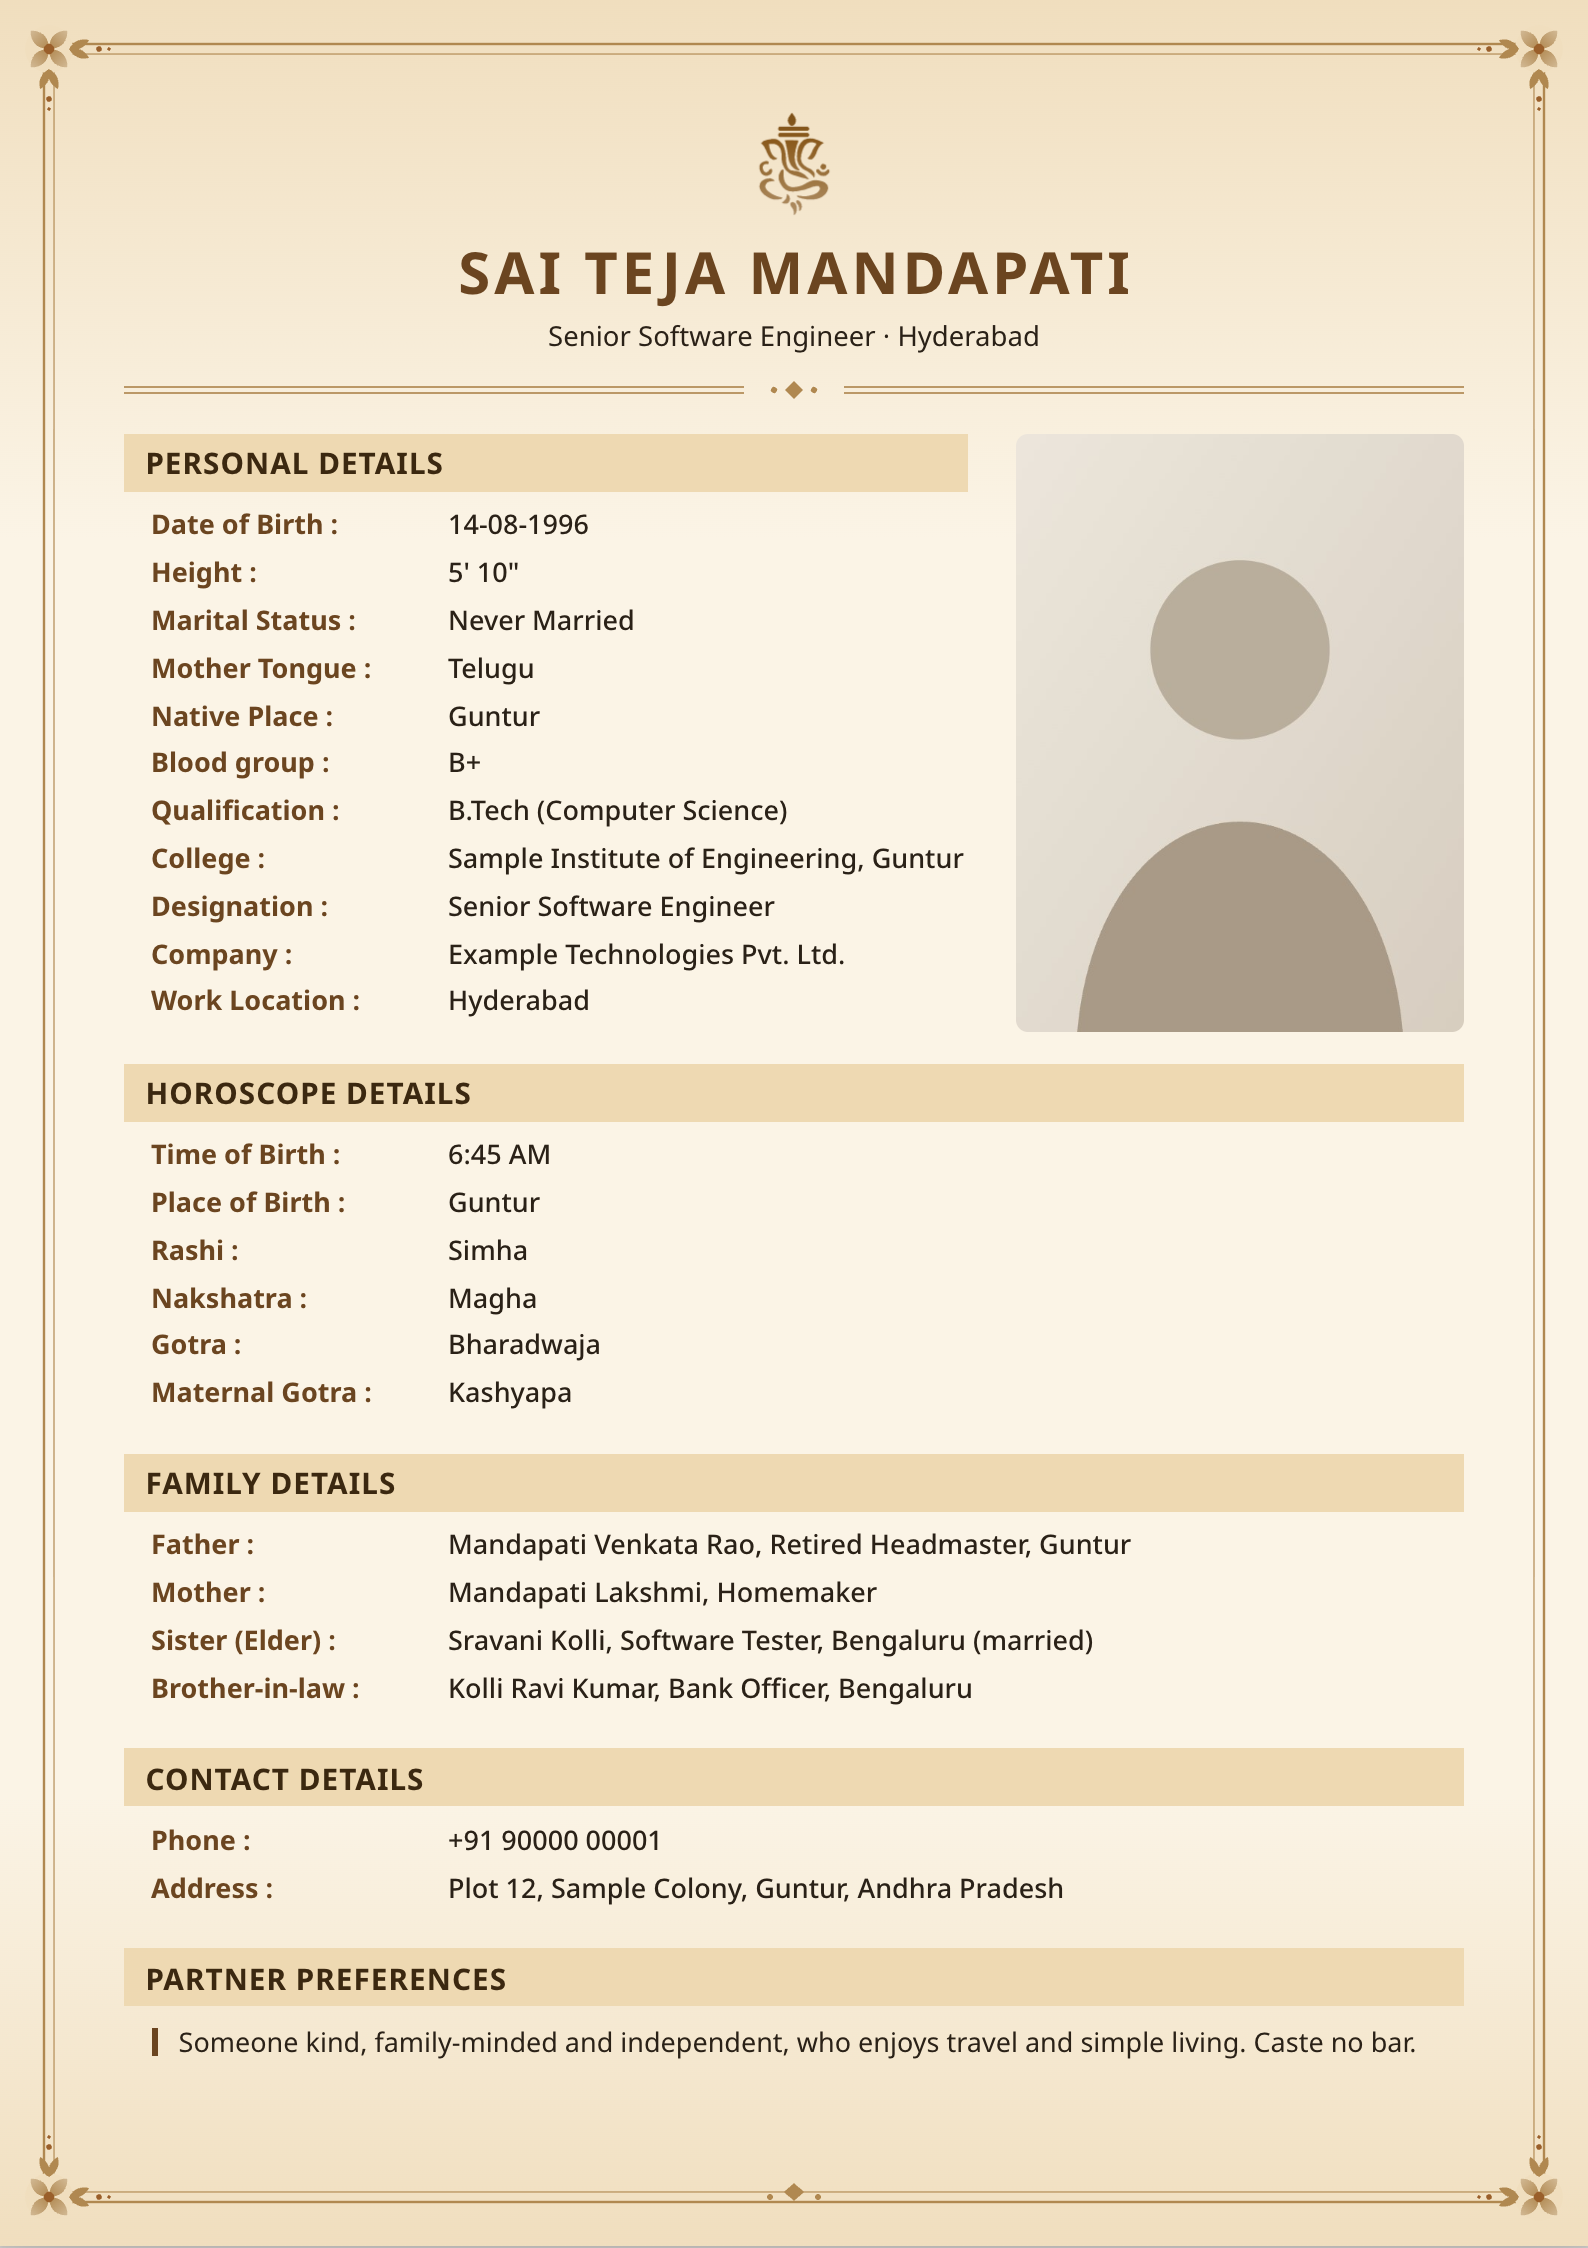 SAI TEJA MANDAPATI
Senior Software Engineer · Hyderabad
PERSONAL DETAILS
Date of Birth : 14-08-1996
Height : 5' 10"
Marital Status : Never Married
Mother Tongue : Telugu
Native Place : Guntur
Blood group : B+
Qualification : B.Tech (Computer Science)
College : Sample Institute of Engineering, Guntur
Designation : Senior Software Engineer
Company : Example Technologies Pvt. Ltd.
Work Location : Hyderabad
HOROSCOPE DETAILS
Time of Birth : 6:45 AM
Place of Birth : Guntur
Rashi : Simha
Nakshatra : Magha
Gotra : Bharadwaja
Maternal Gotra : Kashyapa
FAMILY DETAILS
Father : Mandapati Venkata Rao, Retired Headmaster, Guntur
Mother : Mandapati Lakshmi, Homemaker
Sister (Elder) : Sravani Kolli, Software Tester, Bengaluru (married)
Brother-in-law : Kolli Ravi Kumar, Bank Officer, Bengaluru
CONTACT DETAILS
Phone : +91 90000 00001
Address : Plot 12, Sample Colony, Guntur, Andhra Pradesh
PARTNER PREFERENCES
Someone kind, family-minded and independent, who enjoys travel and simple living. Caste no bar.